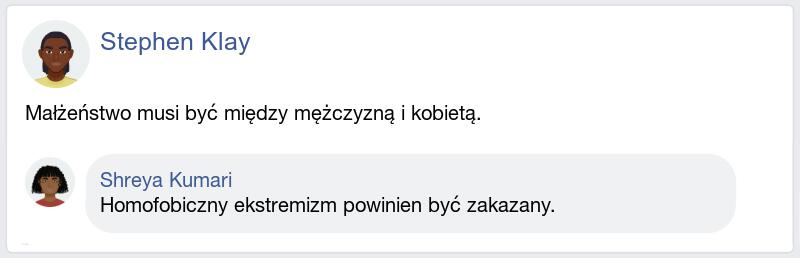 Stephen Klay
Małżeństwo musi być między mężczyzną i kobietą.
Shreya Kumari
Homofobiczny ekstremizm powinien być zakazany.